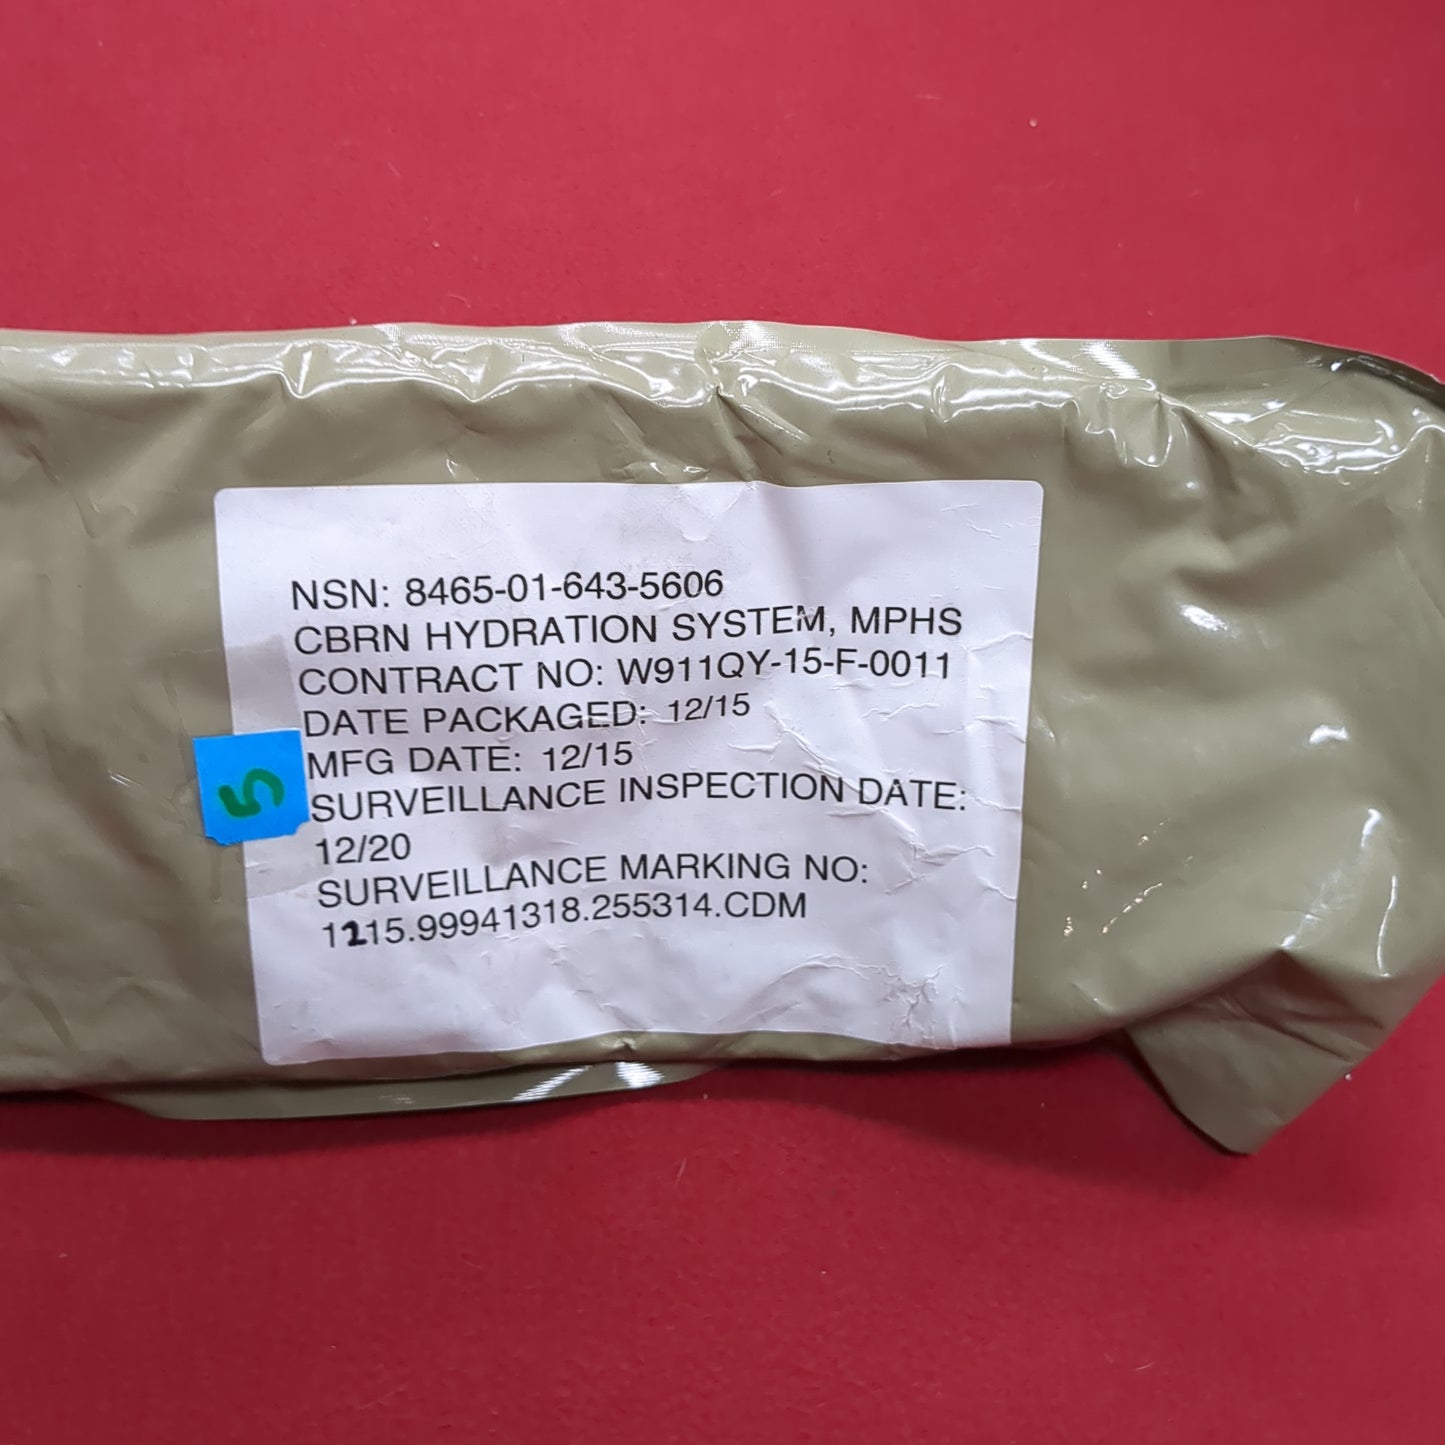 NSN: 8465-01-643-5606
CBRN HYDRATION SYSTEM, MPHS
CONTRACT NO: W911QY-15-F-0011
DATE PACKAGED: 12/15
MFG DATE: 12/15
SURVEILLANCE INSPECTION DATE:
12/20
SURVEILLANCE MARKING NO:
1215.99941318.255314.CDM
5